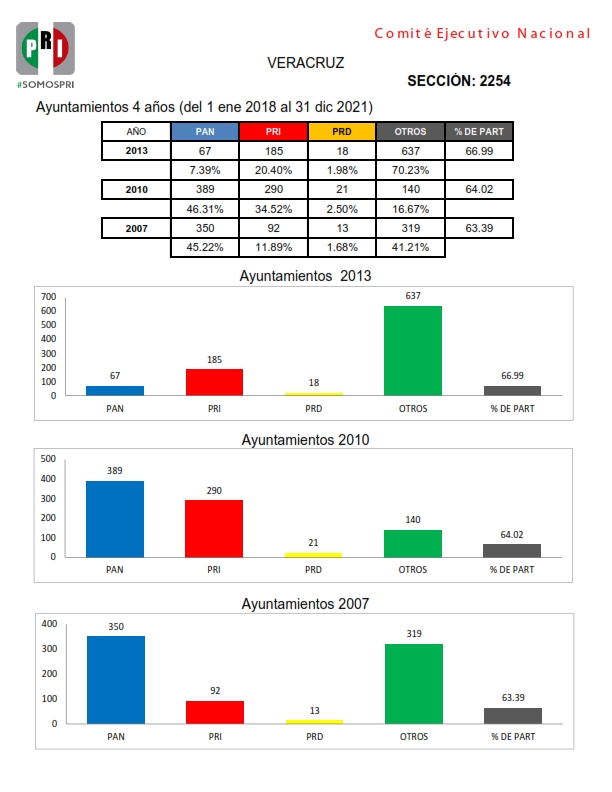 Comité Ejecutivo Nacional
PRI
#SOMOSPRI
VERACRUZ
SECCIÓN: 2254
Ayuntamientos 4 años (del 1 ene 2018 al 31 dic 2021)
AÑO PAN PRI PRD OTROS % DE PART
2013 67 185 18 637 66.99
7.39% 20.40% 1.98% 70.23%
2010 389 290 21 140 64.02
46.31% 34.52% 2.50% 16.67%
2007 350 92 13 319 63.39
45.22% 11.89% 1.68% 41.21%
Ayuntamientos 2013
700
600
500
400
300
200
100
0
67 185 18 637 66.99
PAN PRI PRD OTROS % DE PART
Ayuntamientos 2010
500
400
300
200
100
0
389 290 21 140 64.02
PAN PRI PRD OTROS % DE PART
Ayuntamientos 2007
400
300
200
100
0
350 92 13 319 63.39
PAN PRI PRD OTROS % DE PART